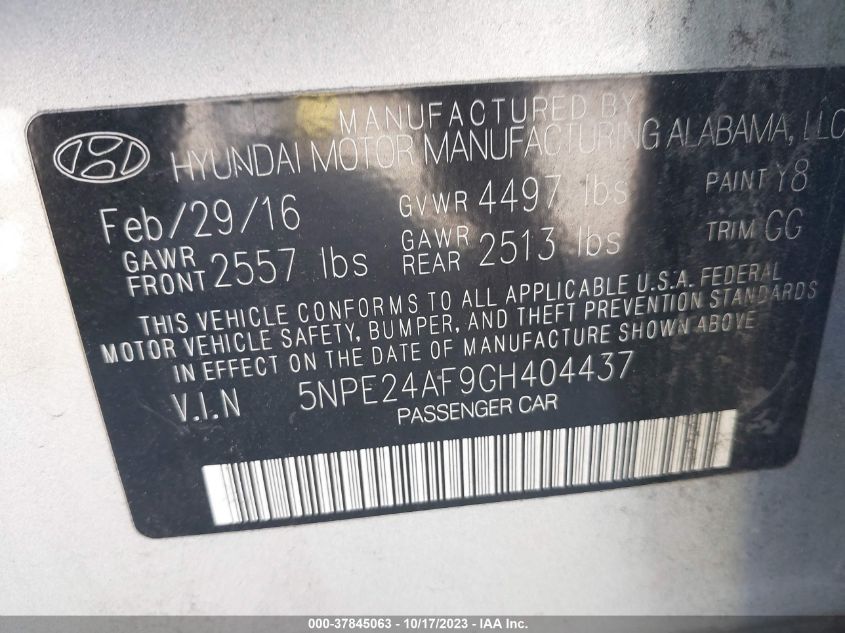 MANUFACTURED BY
HYUNDAI MOTOR MANUFACTURING ALABAMA, LLC
Feb/29/16 GVWR 4497 lbs PAINT Y8
GAWR FRONT 2557 lbs GAWR REAR 2513 lbs TRIM GG
THIS VEHICLE CONFORMS TO ALL APPLICABLE U.S.A. FEDERAL
MOTOR VEHICLE SAFETY, BUMPER, AND THEFT PREVENTION STANDARDS
IN EFFECT ON THE DATE OF MANUFACTURE SHOWN ABOVE
V.I.N 5NPE24AF9GH404437
PASSENGER CAR
000-37845063 - 10/17/2023 - IAA Inc.